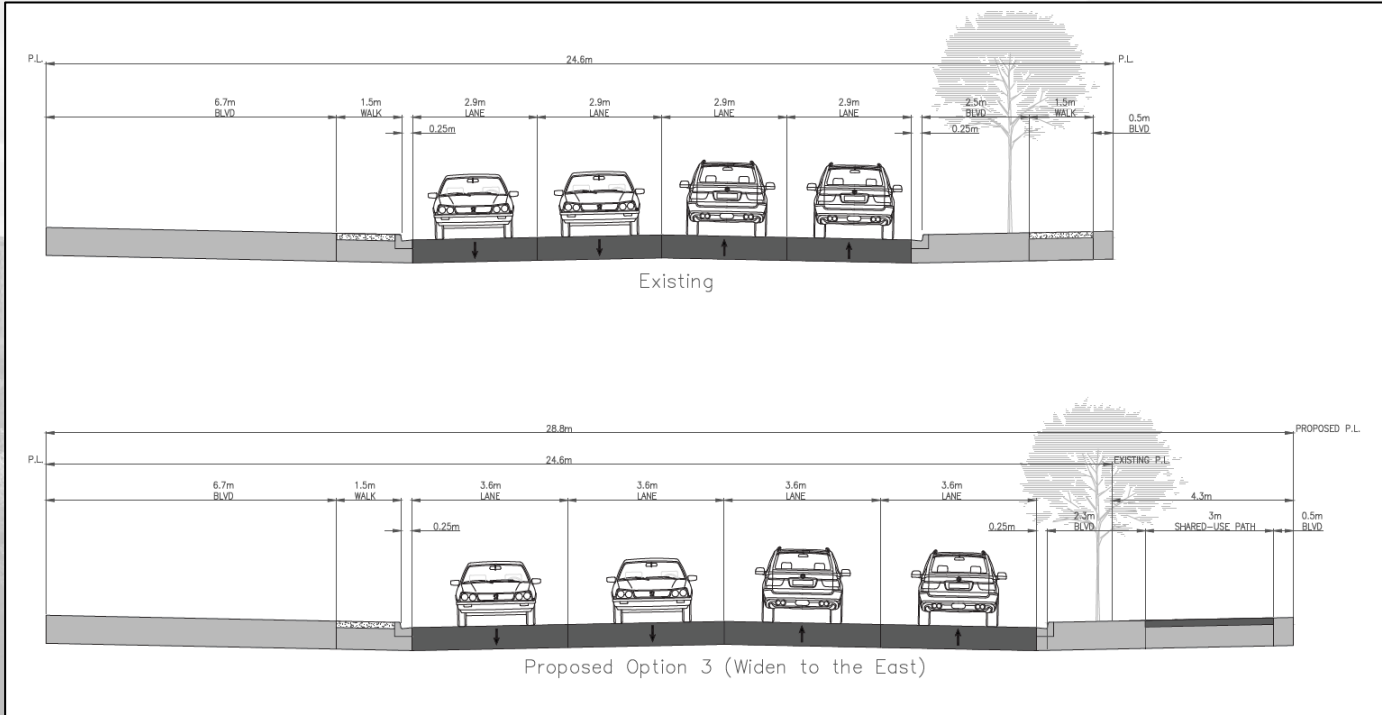 P.L.
24.6m
P.L.
6.7m
BLVD
1.5m
WALK
2.9m
LANE
2.9m
LANE
2.9m
LANE
2.9m
LANE
2.5m
BLVD
1.5m
WALK
0.5m
BLVD
0.25m
0.25m
Existing
28.8m
PROPOSED P.L.
P.L.
24.6m
EXISTING P.L.
6.7m
BLVD
1.5m
WALK
3.6m
LANE
3.6m
LANE
3.6m
LANE
3.6m
LANE
4.3m
0.25m
0.25m
2.3m
BLVD
3m
SHARED-USE PATH
0.5m
BLVD
Proposed Option 3 (Widen to the East)